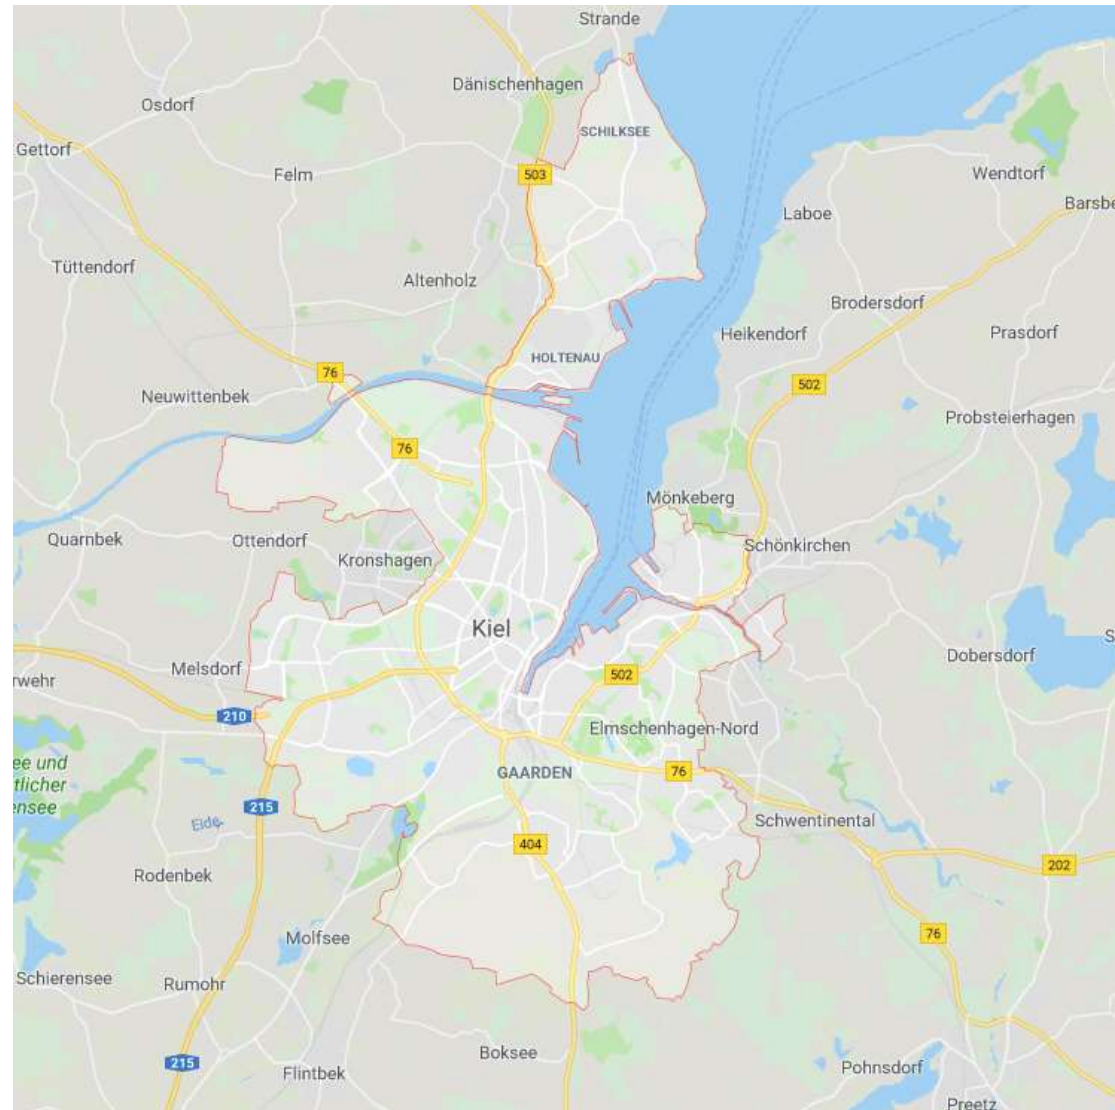 Strande
Dänischenhagen
Osdorf
SCHILKSEE
Gettorf
Felm
503
Wendtorf
Laboe
Barsbe
Tüttendorf
Altenholz
Brodersdorf
Heikendorf
Prasdorf
HOLTENAU
76
502
Neuwittenbek
Probsteierhagen
76
Mönkeberg
Quarnbek
Ottendorf
Kronshagen
Schönkirchen
Kiel
S
Dobersdorf
Melsdorf
rwehr
502
210
Elmschenhagen-Nord
ee und
tlicher
ensee
GAARDEN
76
215
Eide
Schwentinental
404
202
Rodenbek
76
Molfsee
Schierensee
Rumohr
Boksee
215
Flintbek
Pohnsdorf
Preetz